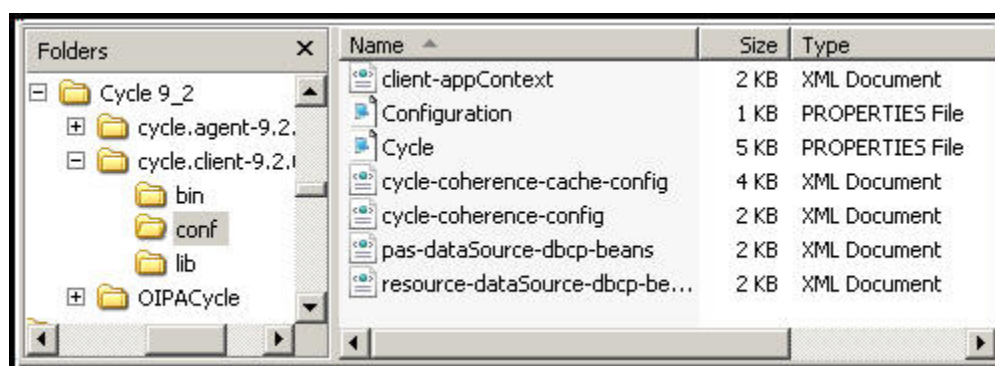 Folders
Cycle 9_2
cycle.agent-9.2.
cycle.client-9.2.
bin
conf
lib
OIPACycle
Name Size Type
client-appContext 2 KB XML Document
Configuration 1 KB PROPERTIES File
Cycle 5 KB PROPERTIES File
cycle-coherence-cache-config 4 KB XML Document
cycle-coherence-config 2 KB XML Document
pas-dataSource-dbcp-beans 2 KB XML Document
resource-dataSource-dbcp-be... 2 KB XML Document